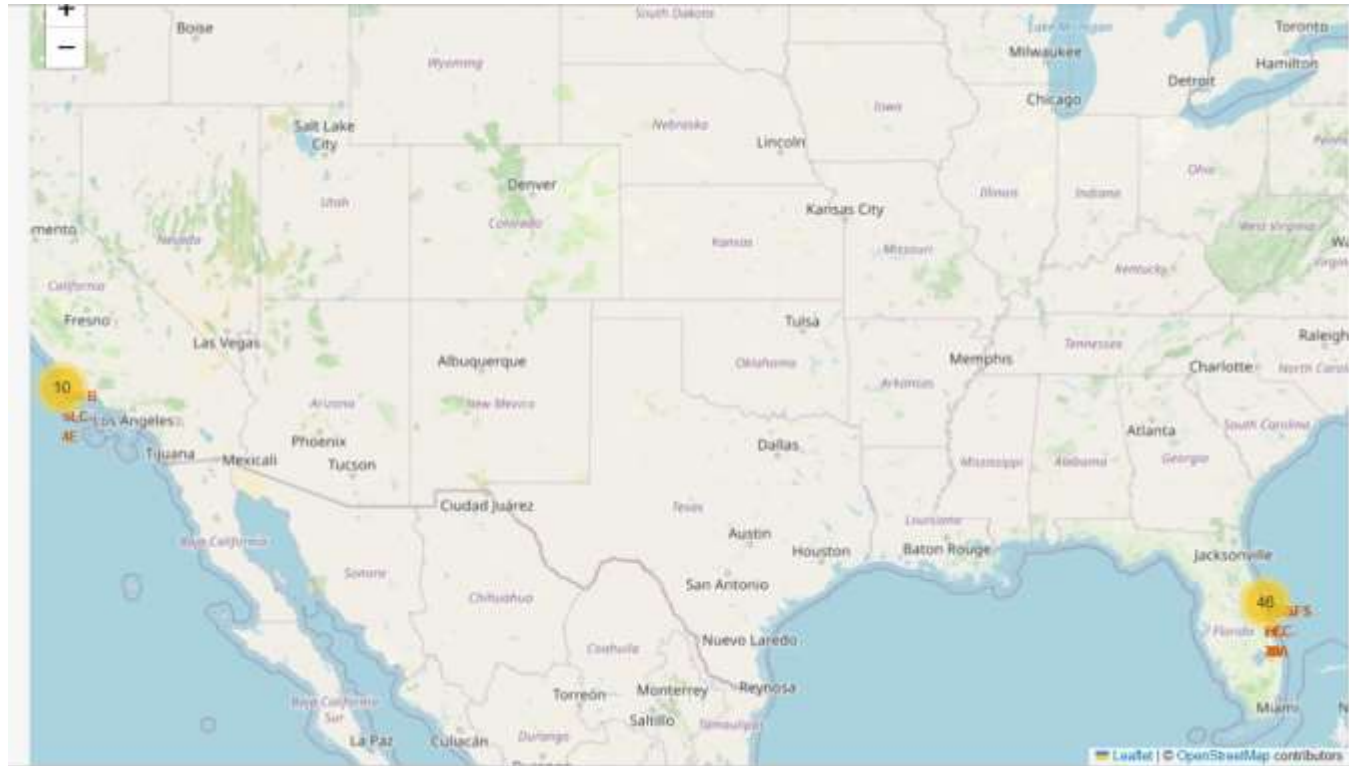 +
−
South Dakota
Toronto
Boise
Milwaukee
Hamilton
Wyoming
Detroit
Chicago
Iowa
Salt Lake
City
Nebraska
Lincoln
Ohio
Denver
Utah
Illinois
Indiana
Kansas City
Colorado
West Virginia
Nevada
Kansas
Missouri
Kentucky
California
Fresno
Tulsa
Las Vegas
Raleigh
Tennessee
Albuquerque
Oklahoma
Memphis
Charlotte
10
B
Arkansas
Arizona
New Mexico
Los Angeles
Phoenix
Atlanta
South Carolina
Dallas
Tijuana
Mexicali
Tucson
Mississippi
Alabama
Georgia
Ciudad Juárez
Texas
Louisiana
Austin
Baja California
Houston
Baton Rouge
Jacksonville
Sonora
San Antonio
Chihuahua
46
Florida
Nuevo Laredo
Coahuila
Torreón
Monterrey
Reynosa
Baja California
Sur
Miami
Saltillo
Tamaulipas
La Paz
Culiacán
Durango
Leaflet | © OpenStreetMap contributors